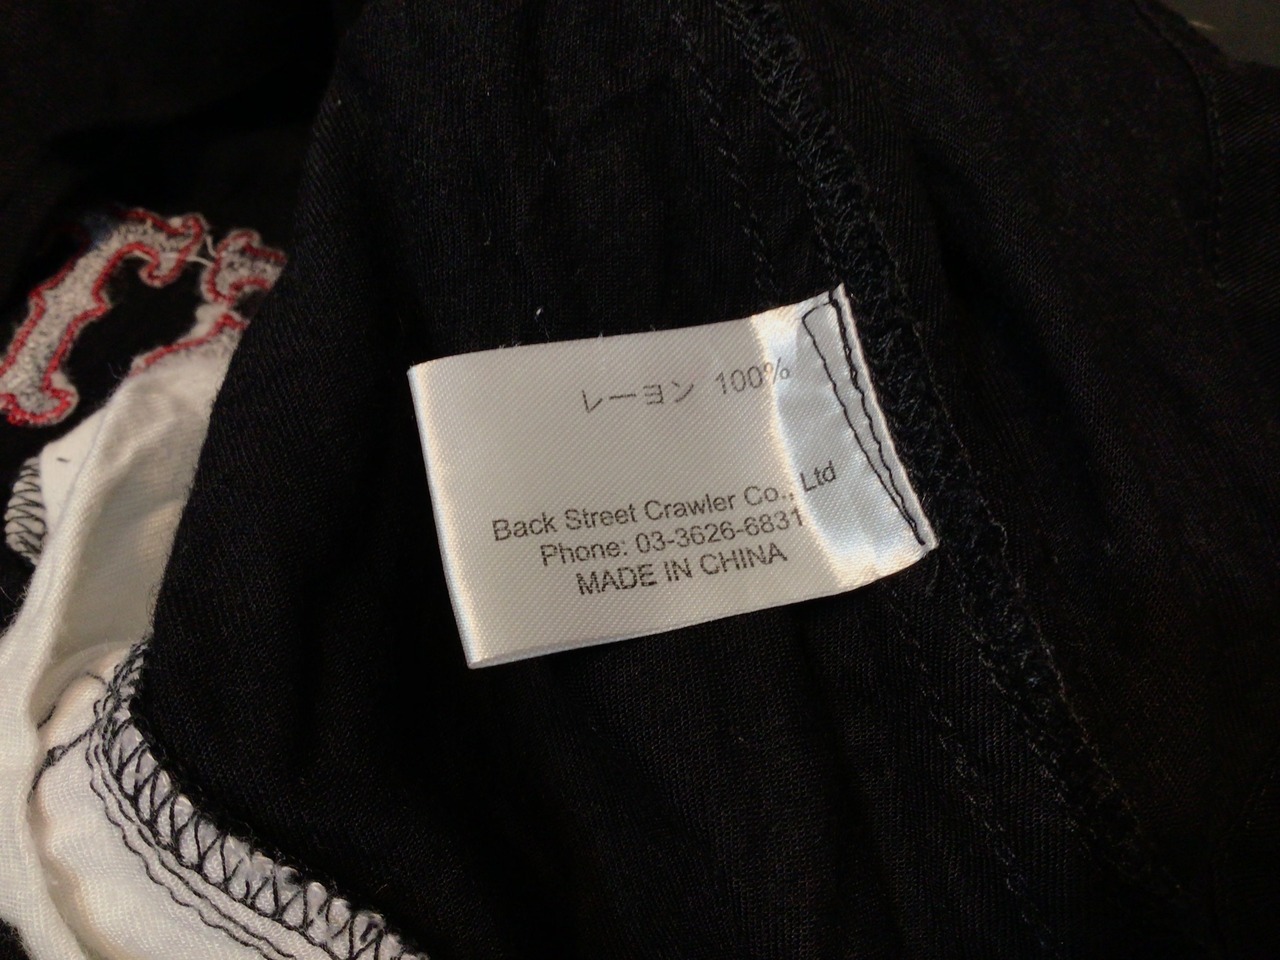 レーヨン 100%
Back Street Crawler Co., Ltd
Phone: 03-3626-6831
MADE IN CHINA